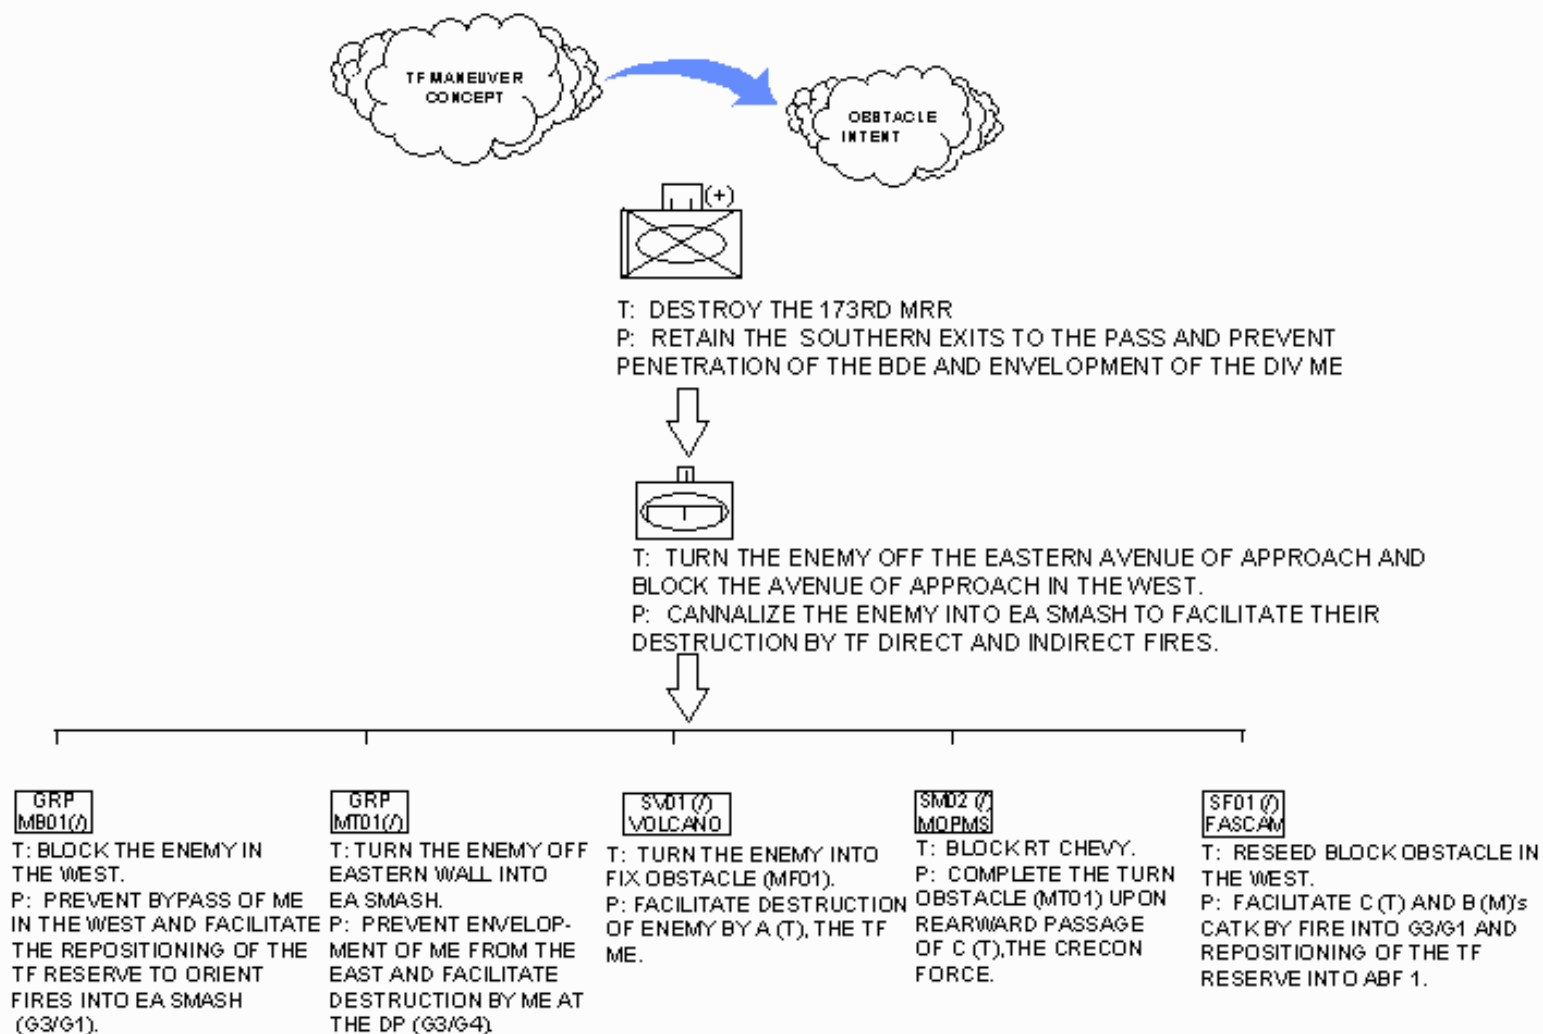 TF MANEUVER
CONCEPT
OBSTACLE
INTENT
(+)
T: DESTROY THE 173RD MRR
P: RETAIN THE SOUTHERN EXITS TO THE PASS AND PREVENT
PENETRATION OF THE BDE AND ENVELOPMENT OF THE DIV ME
T: TURN THE ENEMY OFF THE EASTERN AVENUE OF APPROACH AND
BLOCK THE AVENUE OF APPROACH IN THE WEST.
P: CANNALIZE THE ENEMY INTO EA SMASH TO FACILITATE THEIR
DESTRUCTION BY TF DIRECT AND INDIRECT FIRES.
GRP
MB01(/)
T: BLOCK THE ENEMY IN
THE WEST.
P: PREVENT BYPASS OF ME
IN THE WEST AND FACILITATE
THE REPOSITIONING OF THE
TF RESERVE TO ORIENT
FIRES INTO EA SMASH
(G3/G1).
GRP
MT01(/)
T: TURN THE ENEMY OFF
EASTERN WALL INTO
EA SMASH.
P: PREVENT ENVELOP-
MENT OF ME FROM THE
EAST AND FACILITATE
DESTRUCTION BY ME AT
THE DP (G3/G4).
SV01 (/)
VOLCANO
T: TURN THE ENEMY INTO
FIX OBSTACLE (MF01).
P: FACILITATE DESTRUCTION
OF ENEMY BY A (T), THE TF
ME.
SM02 (/)
MOPMS
T: BLOCK RT CHEVY.
P: COMPLETE THE TURN
OBSTACLE (MT01) UPON
REARWARD PASSAGE
OF C (T), THE CRECON
FORCE.
SF01 (/)
FASCAM
T: RESEED BLOCK OBSTACLE IN
THE WEST.
P: FACILITATE C (T) AND B (M)'s
CATK BY FIRE INTO G3/G1 AND
REPOSITIONING OF THE TF
RESERVE INTO ABF 1.